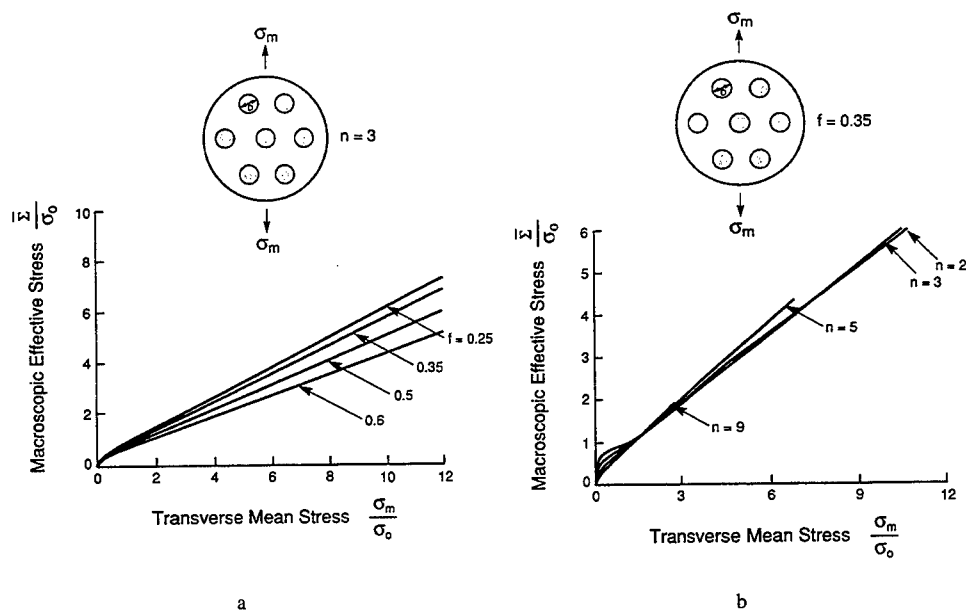 σm
n = 3
σm
Macroscopic Effective Stress Σ̅/σo
10
8
6
4
2
0
0 2 4 6 8 10 12
f = 0.25
0.35
0.5
0.6
Transverse Mean Stress σm/σo
a
σm
f = 0.35
σm
Macroscopic Effective Stress Σ̅/σo
6
5
4
3
2
1
0
0 3 6 9 12
n = 2
n = 3
n = 5
n = 9
Transverse Mean Stress σm/σo
b